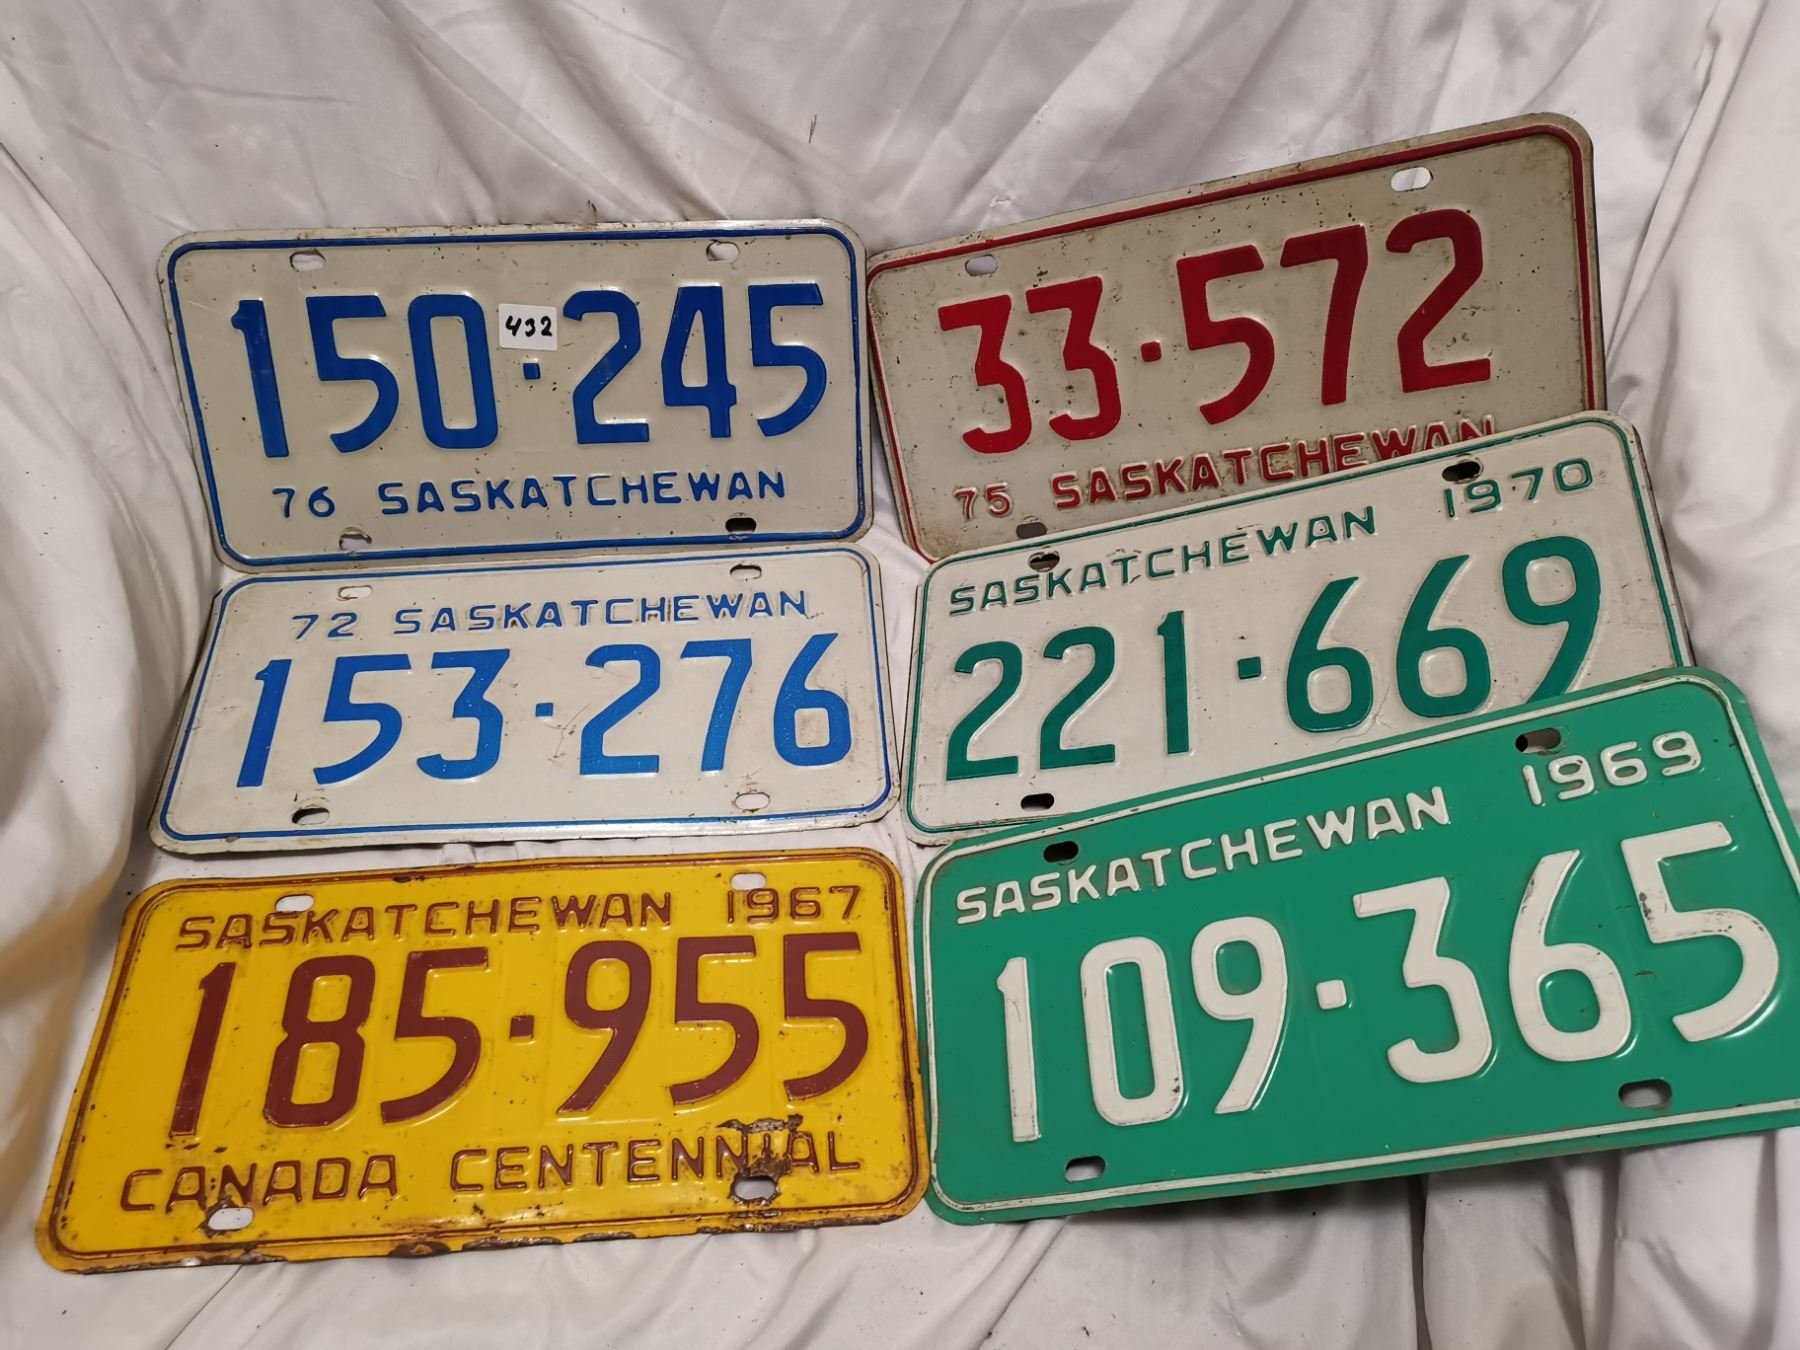 150·245
432
76 SASKATCHEWAN
33·572
75 SASKATCHEWAN
72 SASKATCHEWAN
153·276
SASKATCHEWAN 1970
221·669
SASKATCHEWAN 1967
185·955
CANADA CENTENNIAL
SASKATCHEWAN 1969
109·365